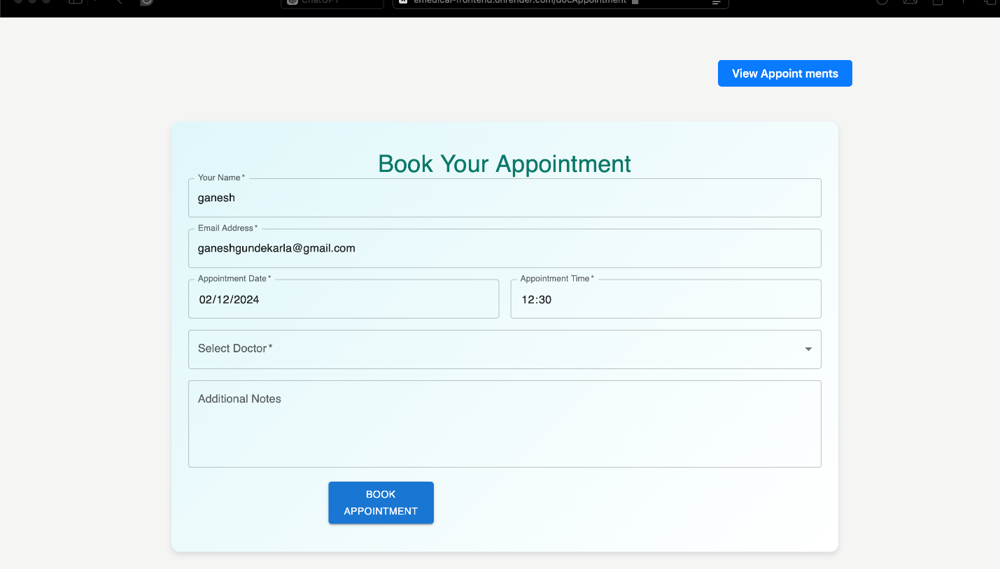 ChatGPT
emedical-frontend.onrender.com/docAppointment
View Appoint ments
Book Your Appointment
Your Name *
ganesh
Email Address *
ganeshgundekarla@gmail.com
Appointment Date *
02/12/2024
Appointment Time *
12:30
Select Doctor *
Additional Notes
BOOK
APPOINTMENT